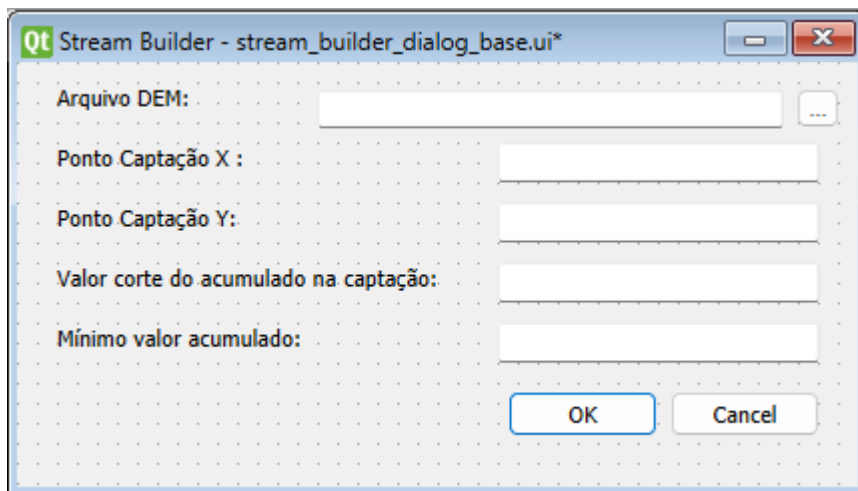 Qt Stream Builder - stream_builder_dialog_base.ui*
Arquivo DEM:
...
Ponto Captação X :
Ponto Captação Y:
Valor corte do acumulado na captação:
Mínimo valor acumulado:
OK Cancel